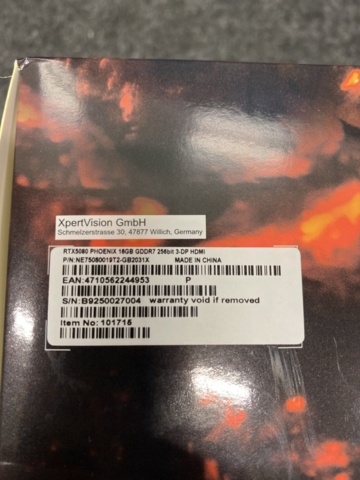 XpertVision GmbH
Schmelzerstrasse 30, 47877 Willich, Germany
RTX5080 PHOENIX 16GB GDDR7 256bit 3-DP HDMI
P/N:NE75080019T2-GB2031X MADE IN CHINA
EAN:4710562244953 P
S/N:B9250027004 warranty void if removed
Item No: 101715